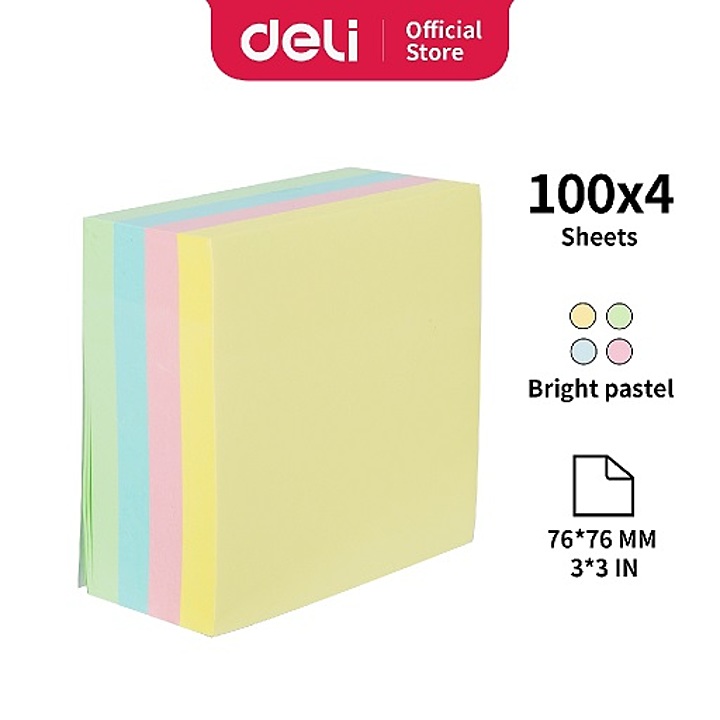 deli
Official
Store
100x4
Sheets
Bright pastel
76*76 MM
3*3 IN